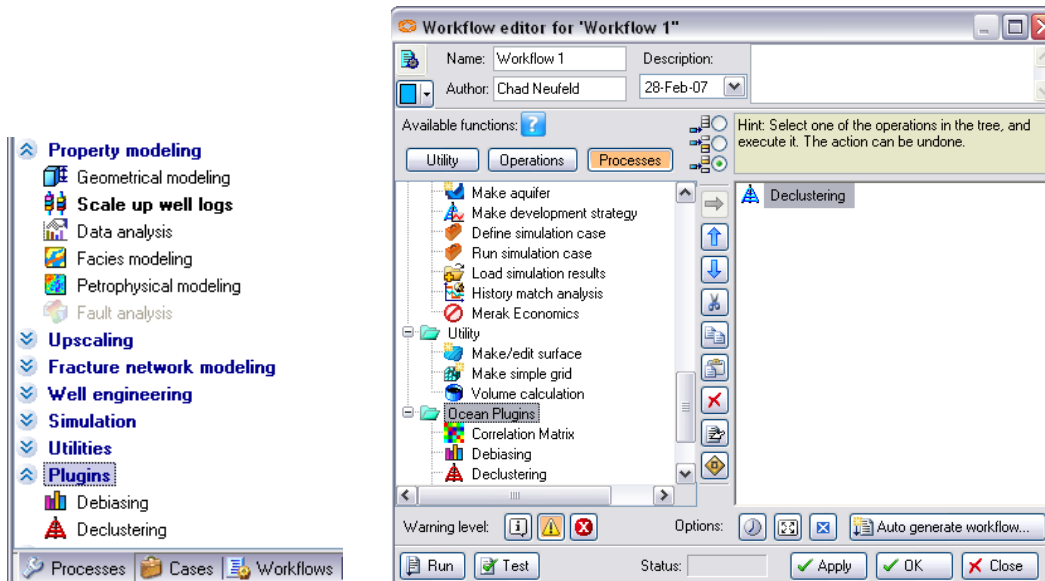 Property modeling
Geometrical modeling
Scale up well logs
Data analysis
Facies modeling
Petrophysical modeling
Fault analysis
Upscaling
Fracture network modeling
Well engineering
Simulation
Utilities
Plugins
Debiasing
Declustering
Processes Cases Workflows
Workflow editor for "Workflow 1"
Name: Workflow 1 Description:
Author: Chad Neufeld 28-Feb-07
Available functions: ?
Hint: Select one of the operations in the tree, and
execute it. The action can be undone.
Utility Operations Processes
Make aquifer
Make development strategy
Define simulation case
Run simulation case
Load simulation results
History match analysis
Merak Economics
Utility
Make/edit surface
Make simple grid
Volume calculation
Ocean Plugins
Correlation Matrix
Debiasing
Declustering
Declustering
Warning level: Options: Auto generate workflow...
Run Test Status: Apply OK Close